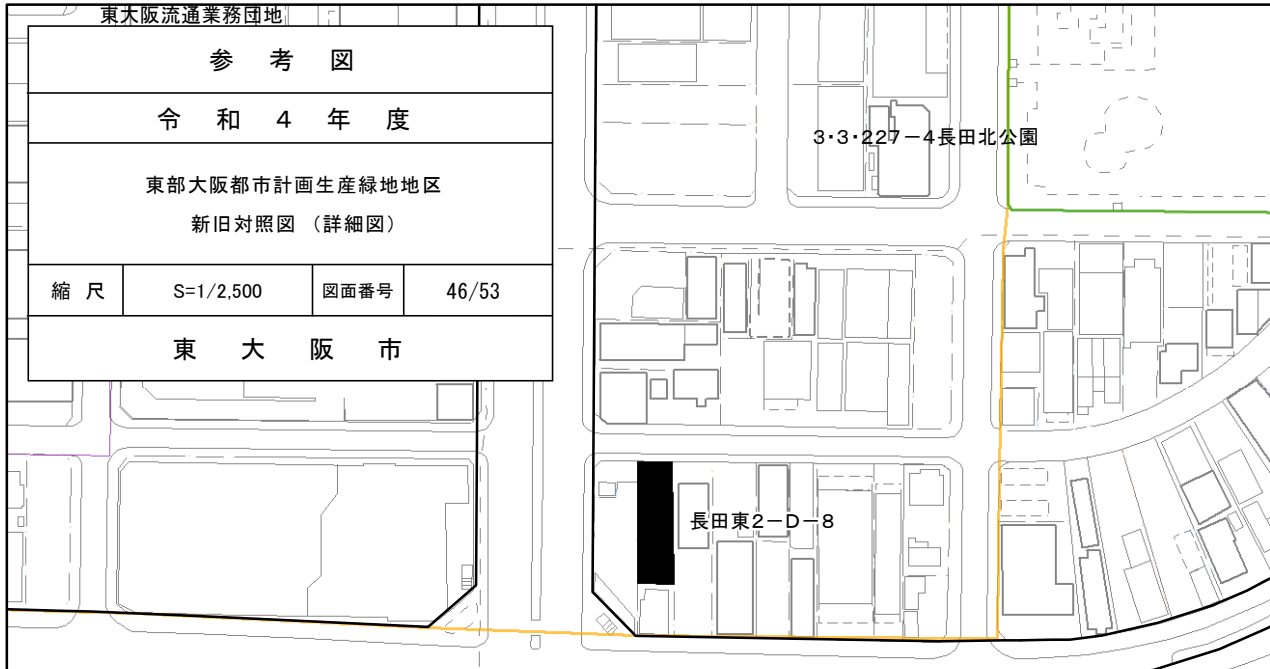 東大阪流通業務団地
参考図
令和4年度
東部大阪都市計画生産緑地地区
新旧対照図 （詳細図）
縮尺 S=1/2,500 図面番号 46/53
東大阪市
3・3・227－4長田北公園
長田東2－D－8